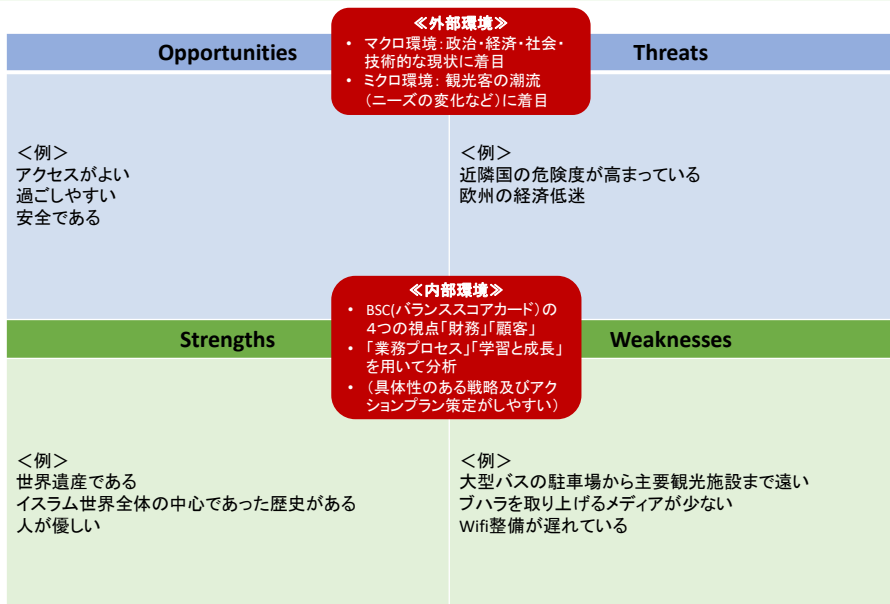 ≪外部環境≫
• マクロ環境：政治・経済・社会・
技術的な現状に着目
• ミクロ環境： 観光客の潮流
（ニーズの変化など）に着目
Opportunities
Threats
＜例＞
アクセスがよい
過ごしやすい
安全である
＜例＞
近隣国の危険度が高まっている
欧州の経済低迷
≪内部環境≫
• BSC(バランススコアカード）の
４つの視点「財務」「顧客」
• 「業務プロセス」「学習と成長」
を用いて分析
• （具体性のある戦略及びアク
ションプラン策定がしやすい）
Strengths
Weaknesses
＜例＞
世界遺産である
イスラム世界全体の中心であった歴史がある
人が優しい
＜例＞
大型バスの駐車場から主要観光施設まで遠い
ブハラを取り上げるメディアが少ない
Wifi整備が遅れている